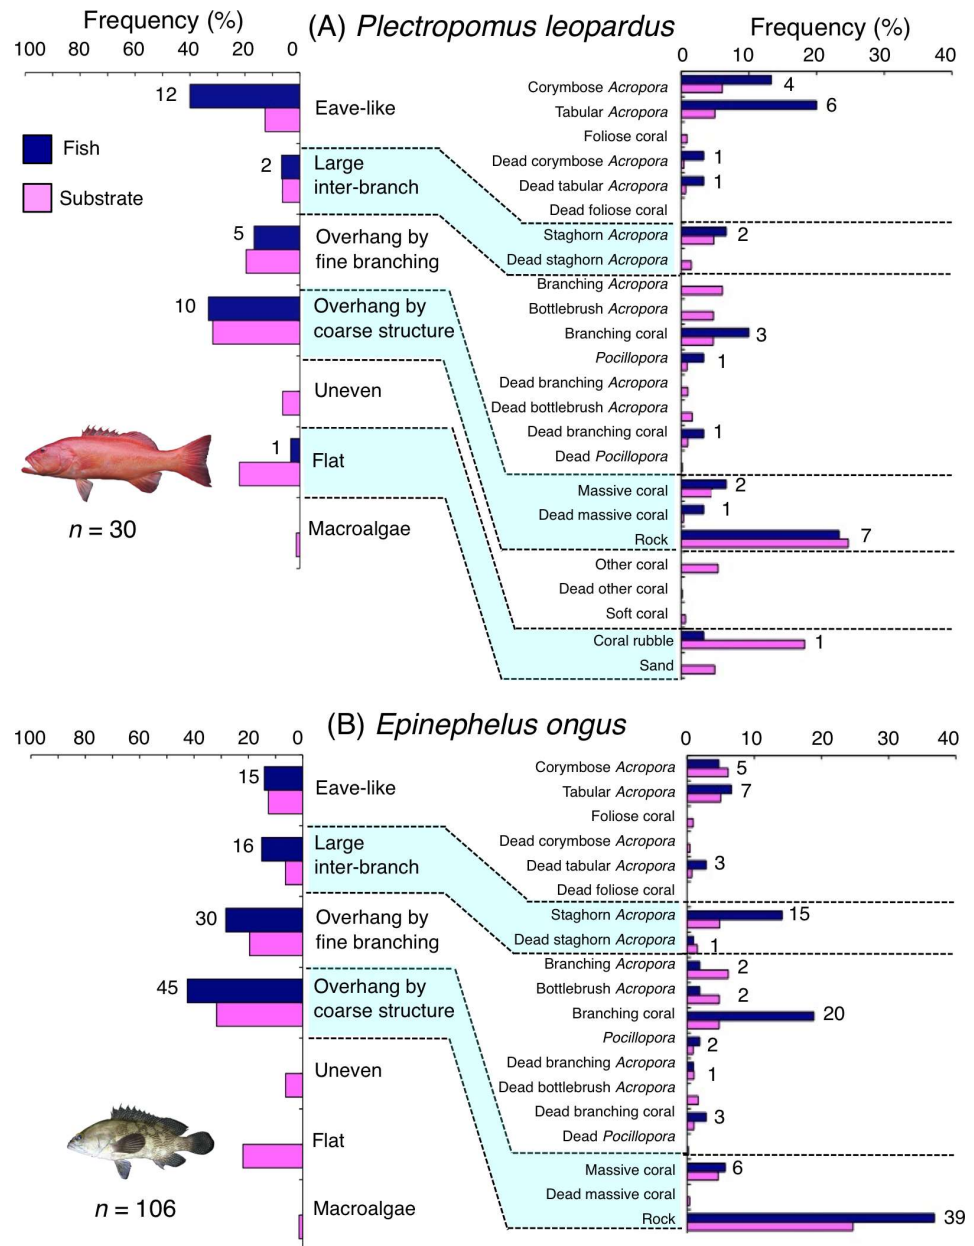 Frequency (%)
(A) Plectropomus leopardus
Frequency (%)
100 80 60 40 20 0
0 10 20 30 40
Fish
Substrate
12
Eave-like
2
Large
inter-branch
5
Overhang by
fine branching
10
Overhang by
coarse structure
Uneven
1
Flat
Macroalgae
n = 30
Corymbose Acropora 4
Tabular Acropora 6
Foliose coral
Dead corymbose Acropora 1
Dead tabular Acropora 1
Dead foliose coral
Staghorn Acropora 2
Dead staghorn Acropora
Branching Acropora
Bottlebrush Acropora
Branching coral 3
Pocillopora 1
Dead branching Acropora
Dead bottlebrush Acropora
Dead branching coral 1
Dead Pocillopora
Massive coral 2
Dead massive coral 1
Rock 7
Other coral
Dead other coral
Soft coral
Coral rubble 1
Sand
(B) Epinephelus ongus
100 80 60 40 20 0
0 10 20 30 40
15
Eave-like
16
Large
inter-branch
30
Overhang by
fine branching
45
Overhang by
coarse structure
Uneven
Flat
Macroalgae
n = 106
Corymbose Acropora 5
Tabular Acropora 7
Foliose coral
Dead corymbose Acropora
Dead tabular Acropora 3
Dead foliose coral
Staghorn Acropora 15
Dead staghorn Acropora 1
Branching Acropora 2
Bottlebrush Acropora 2
Branching coral 20
Pocillopora 2
Dead branching Acropora 1
Dead bottlebrush Acropora
Dead branching coral 3
Dead Pocillopora
Massive coral 6
Dead massive coral
Rock 39